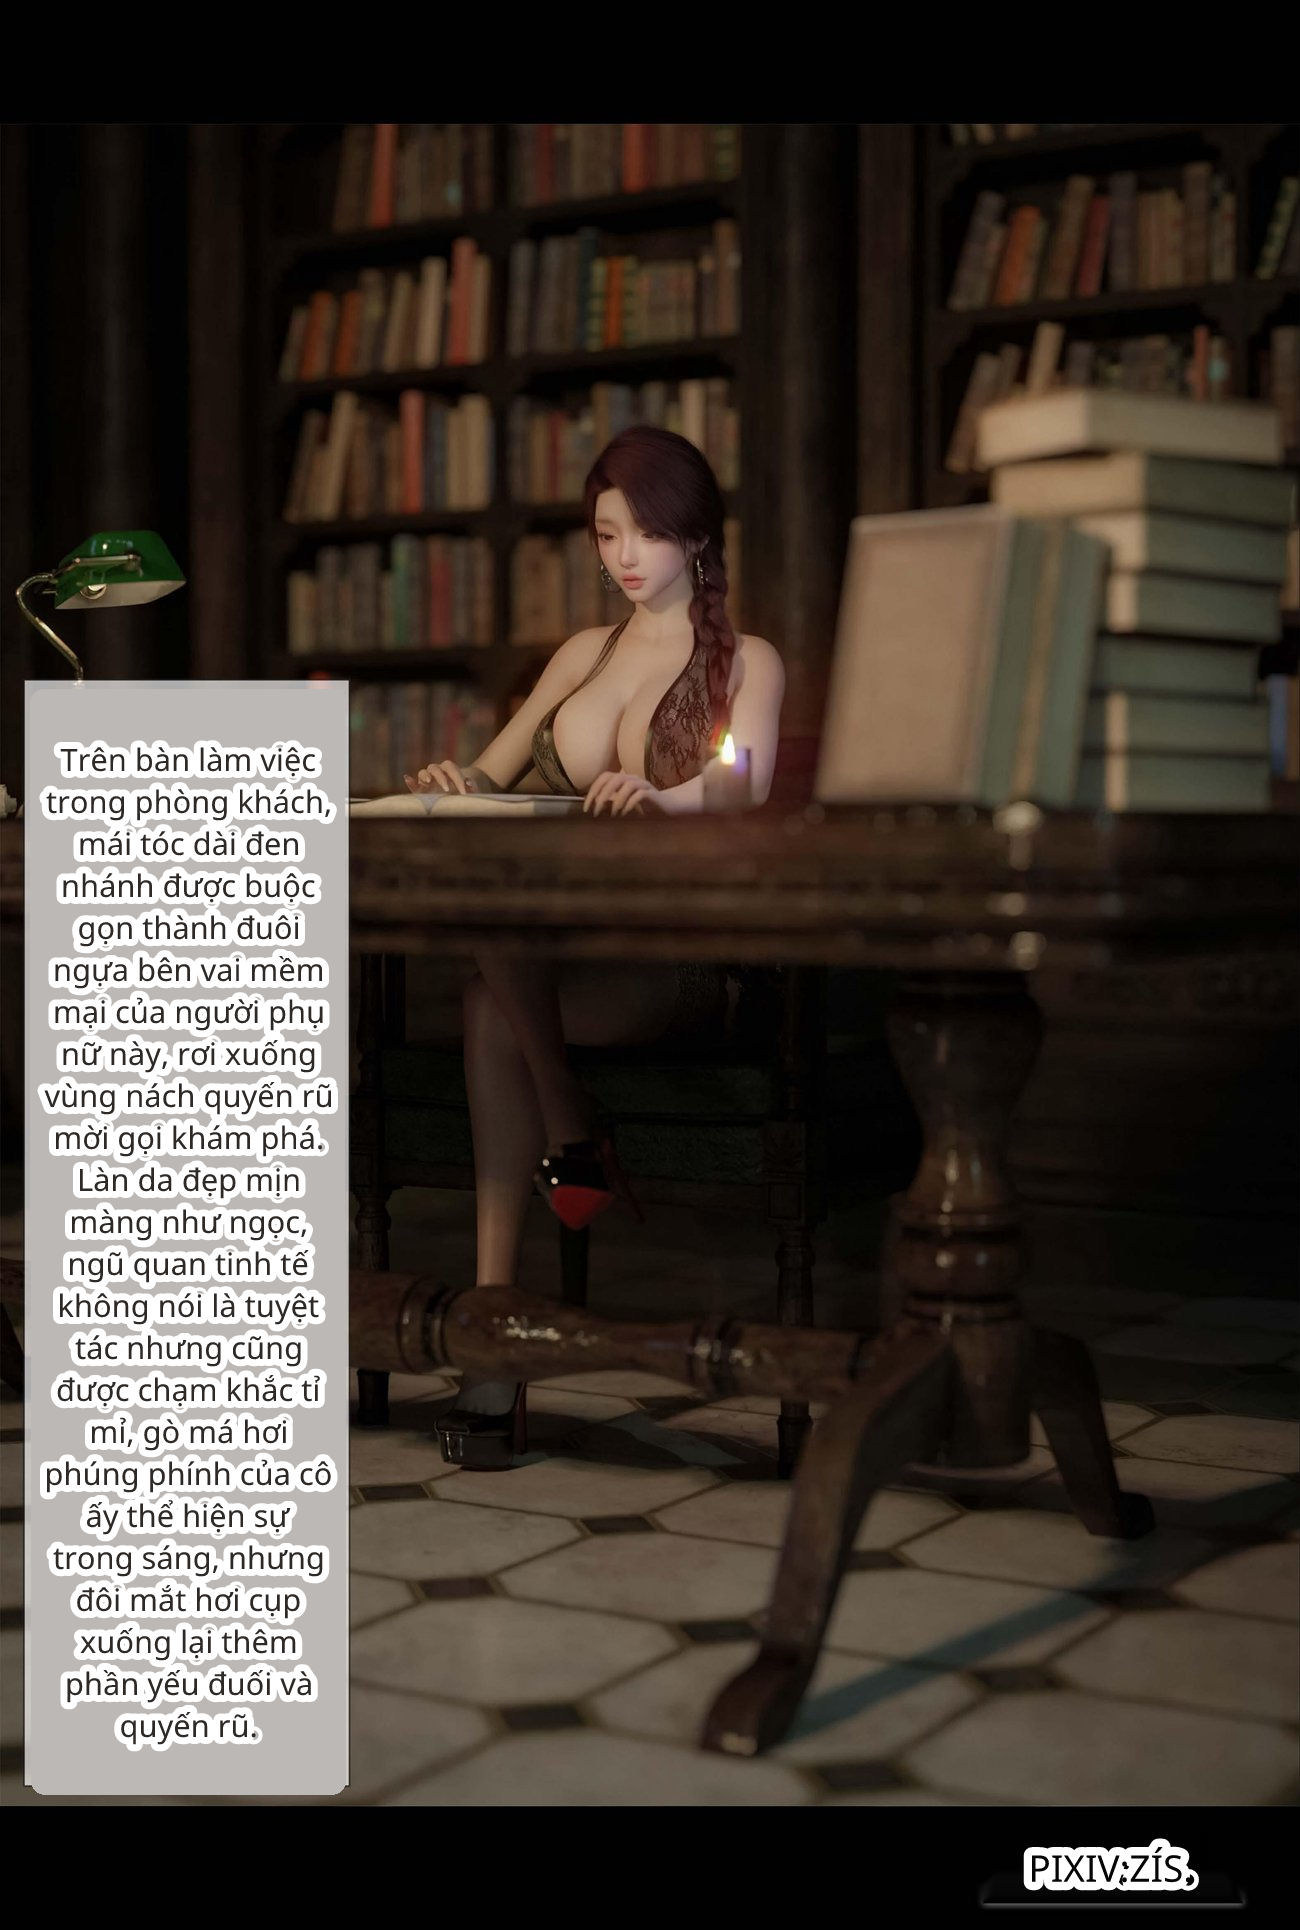 Trên bàn làm việc
trong phòng khách,
mái tóc dài đen
nhánh được buộc
gọn thành đuôi
ngựa bên vai mềm
mại của người phụ
nữ này, rơi xuống
vùng nách quyến rũ
mời gọi khám phá.
Làn da đẹp mịn
màng như ngọc,
ngũ quan tinh tế
không nói là tuyệt
tác nhưng cũng
được chạm khắc tỉ
mỉ, gò má hơi
phúng phính của cô
ấy thể hiện sự
trong sáng, nhưng
đôi mắt hơi cụp
xuống lại thêm
phần yếu đuối và
quyến rũ.
PIXIV:ZÍS,